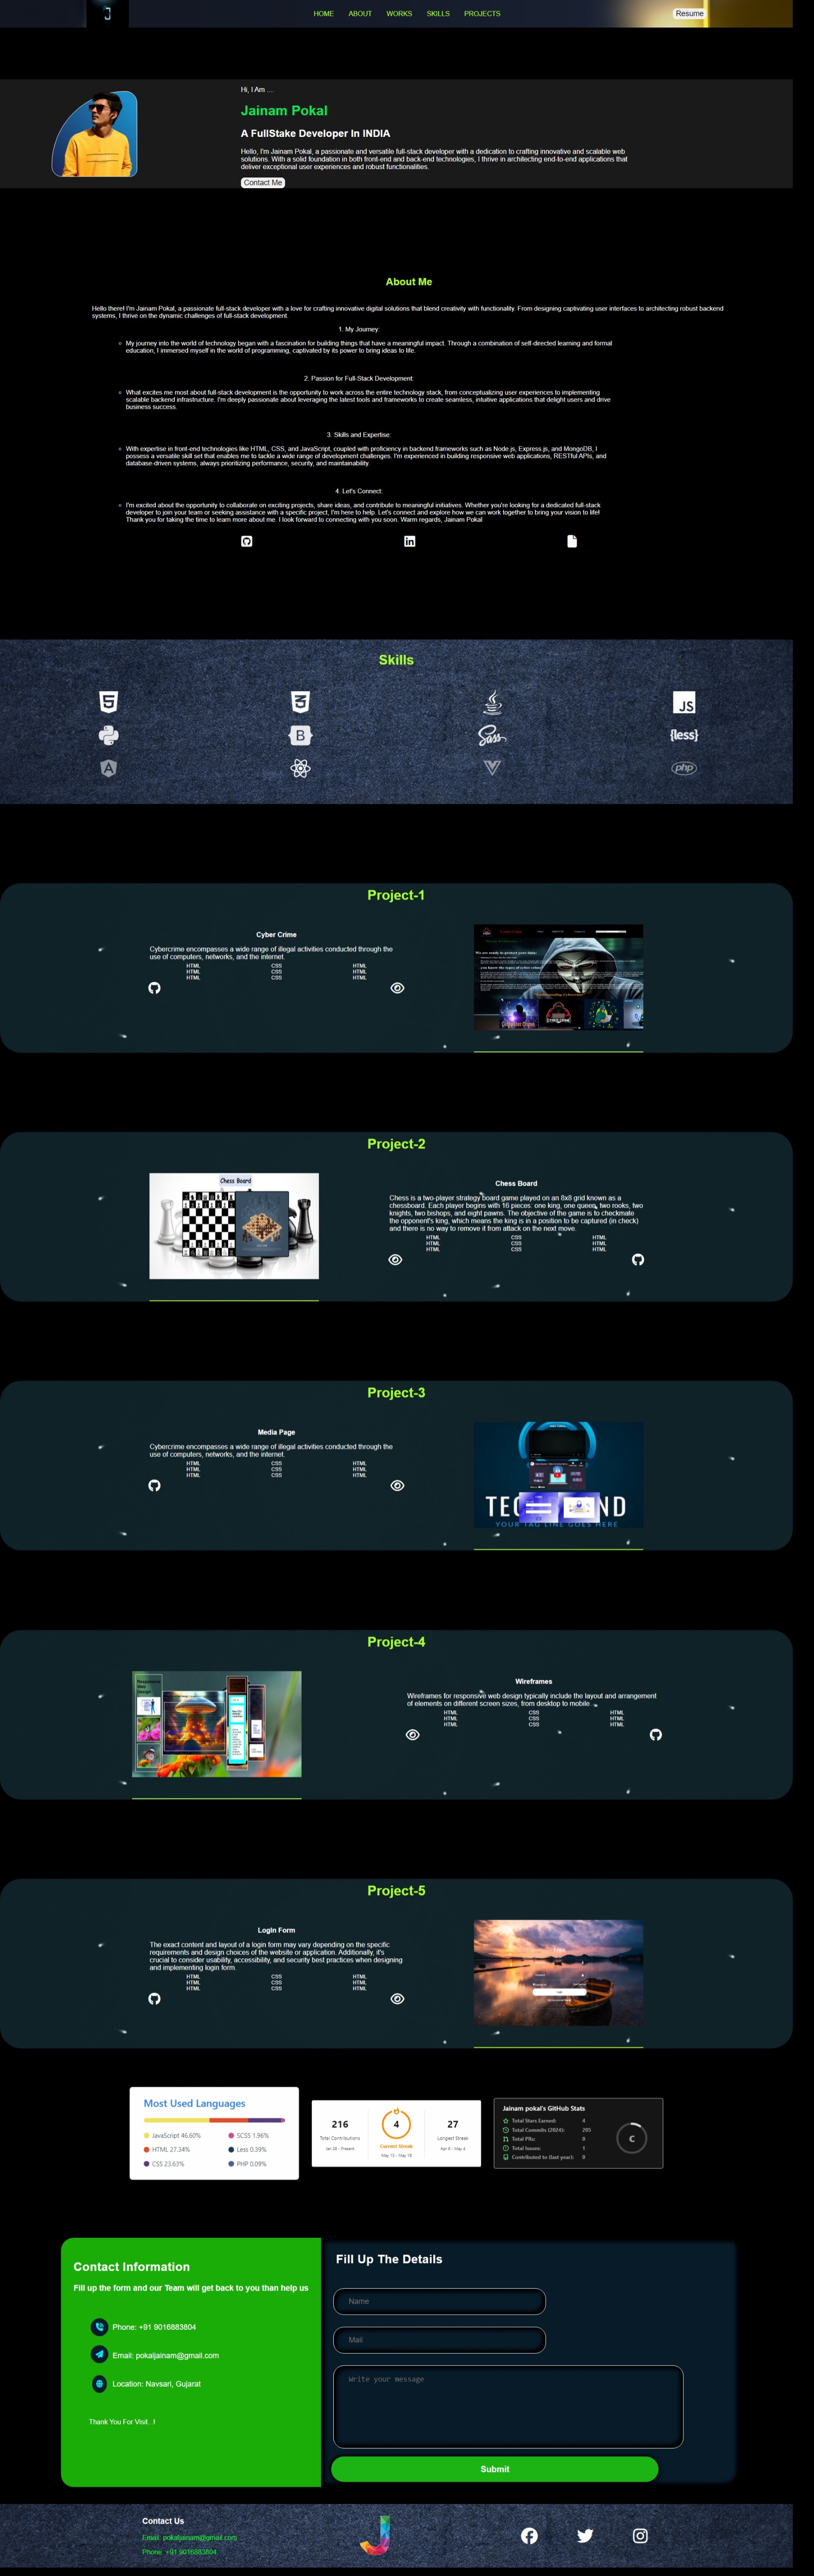 J
HOME ABOUT WORKS SKILLS PROJECTS
Resume
Hi, I Am ....
Jainam Pokal
A FullStake Developer In INDIA
Hello, I'm Jainam Pokal, a passionate and versatile full-stack developer with a dedication to crafting innovative and scalable web
solutions. With a solid foundation in both front-end and back-end technologies, I thrive in architecting end-to-end applications that
deliver exceptional user experiences and robust functionalities.
Contact Me
About Me
Hello there! I'm Jainam Pokal, a passionate full-stack developer with a love for crafting innovative digital solutions that blend creativity with functionality. From designing captivating user interfaces to architecting robust backend
systems, I thrive on the dynamic challenges of full-stack development.
1. My Journey:
My journey into the world of technology began with a fascination for building things that have a meaningful impact. Through a combination of self-directed learning and formal
education, I immersed myself in the world of programming, captivated by its power to bring ideas to life.
2. Passion for Full-Stack Development:
What excites me most about full-stack development is the opportunity to work across the entire technology stack, from conceptualizing user experiences to implementing
scalable backend infrastructure. I'm deeply passionate about leveraging the latest tools and frameworks to create seamless, intuitive applications that delight users and drive
business success.
3. Skills and Expertise:
With expertise in front-end technologies like HTML, CSS, and JavaScript, coupled with proficiency in backend frameworks such as Node.js, Express.js, and MongoDB, I
possess a versatile skill set that enables me to tackle a wide range of development challenges. I'm experienced in building responsive web applications, RESTful APIs, and
database-driven systems, always prioritizing performance, security, and maintainability.
4. Let's Connect:
I'm excited about the opportunity to collaborate on exciting projects, share ideas, and contribute to meaningful initiatives. Whether you're looking for a dedicated full-stack
developer to join your team or seeking assistance with a specific project, I'm here to help. Let's connect and explore how we can work together to bring your vision to life!
Thank you for taking the time to learn more about me. I look forward to connecting with you soon. Warm regards, Jainam Pokal
Skills
5 3 JS
B Sass {less}
A php
Project-1
Cyber Crime
Cybercrime encompasses a wide range of illegal activities conducted through the
use of computers, networks, and the internet.
HTML CSS HTML
HTML CSS HTML
HTML CSS HTML
Project-2
Chess Board
Chess Board
Chess is a two-player strategy board game played on an 8x8 grid known as a
chessboard. Each player begins with 16 pieces: one king, one queen, two rooks, two
knights, two bishops, and eight pawns. The objective of the game is to checkmate
the opponent's king, which means the king is in a position to be captured (in check)
and there is no way to remove it from attack on the next move.
HTML CSS HTML
HTML CSS HTML
HTML CSS HTML
Project-3
Media Page
Cybercrime encompasses a wide range of illegal activities conducted through the
use of computers, networks, and the internet.
HTML CSS HTML
HTML CSS HTML
HTML CSS HTML
YOUR TAG LINE GOES HERE
Project-4
Wireframes
Wireframes for responsive web design typically include the layout and arrangement
of elements on different screen sizes, from desktop to mobile.
HTML CSS HTML
HTML CSS HTML
HTML CSS HTML
Project-5
LogIn Form
The exact content and layout of a login form may vary depending on the specific
requirements and design choices of the website or application. Additionally, it's
crucial to consider usability, accessibility, and security best practices when designing
and implementing login form.
HTML CSS HTML
HTML CSS HTML
HTML CSS HTML
Most Used Languages
JavaScript 46.60% SCSS 1.96%
HTML 27.34% Less 0.39%
CSS 23.63% PHP 0.09%
216
Total Contributions
Jan 28 - Present
4
Current Streak
May 13 - May 16
27
Longest Streak
Apr 8 - May 4
Jainam pokal's GitHub Stats
Total Stars Earned: 4
Total Commits (2024): 205
Total PRs: 0
Total Issues: 1
Contributed to (last year): 0
C
Contact Information
Fill up the form and our Team will get back to you than help us
Phone: +91 9016883804
Email: pokaljainam@gmail.com
Location: Navsari, Gujarat
Thank You For Visit...!
Fill Up The Details
Name
Mail
Write your message
Submit
Contact Us
Email: pokaljainam@gmail.com
Phone: +91 9016883804
J